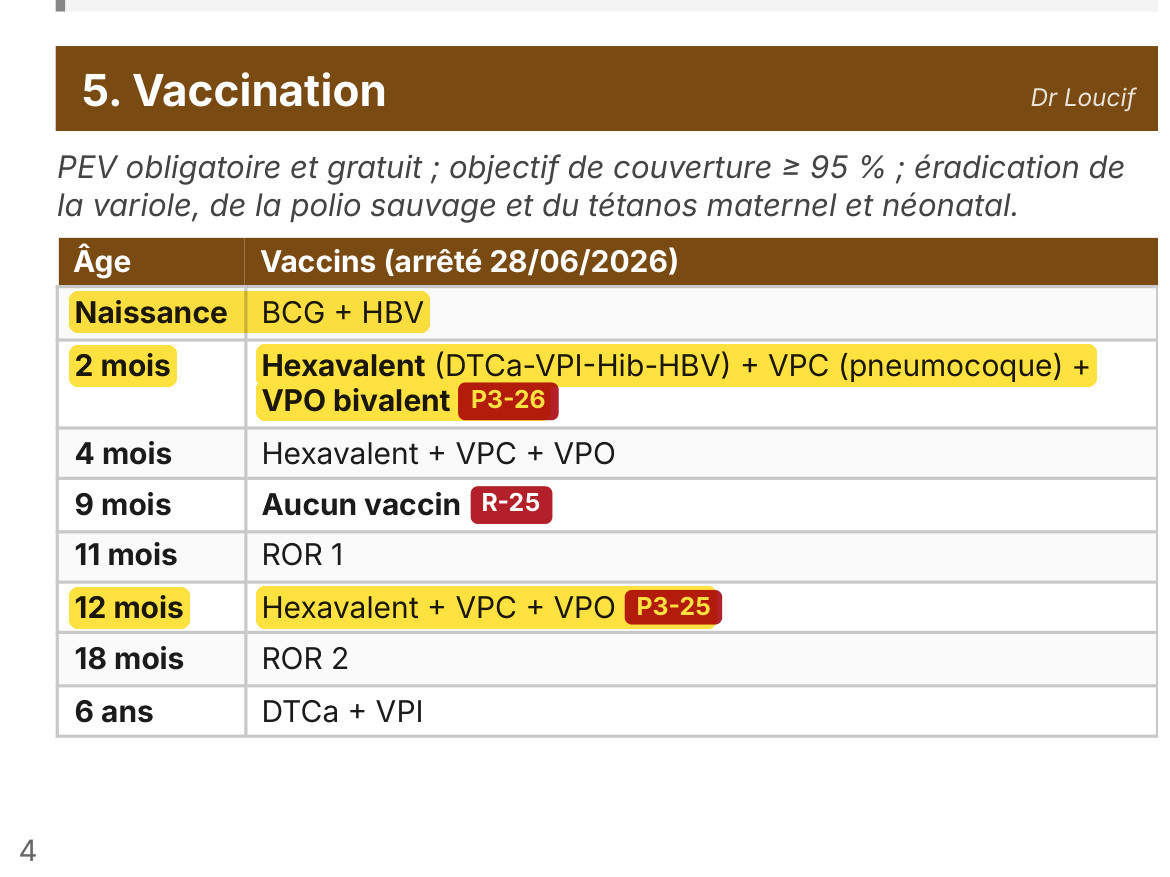 5. Vaccination
Dr Loucif
PEV obligatoire et gratuit ; objectif de couverture ≥ 95 % ; éradication de
la variole, de la polio sauvage et du tétanos maternel et néonatal.
Âge Vaccins (arrêté 28/06/2026)
Naissance BCG + HBV
2 mois Hexavalent (DTCa-VPI-Hib-HBV) + VPC (pneumocoque) +
VPO bivalent P3-26
4 mois Hexavalent + VPC + VPO
9 mois Aucun vaccin R-25
11 mois ROR 1
12 mois Hexavalent + VPC + VPO P3-25
18 mois ROR 2
6 ans DTCa + VPI
4